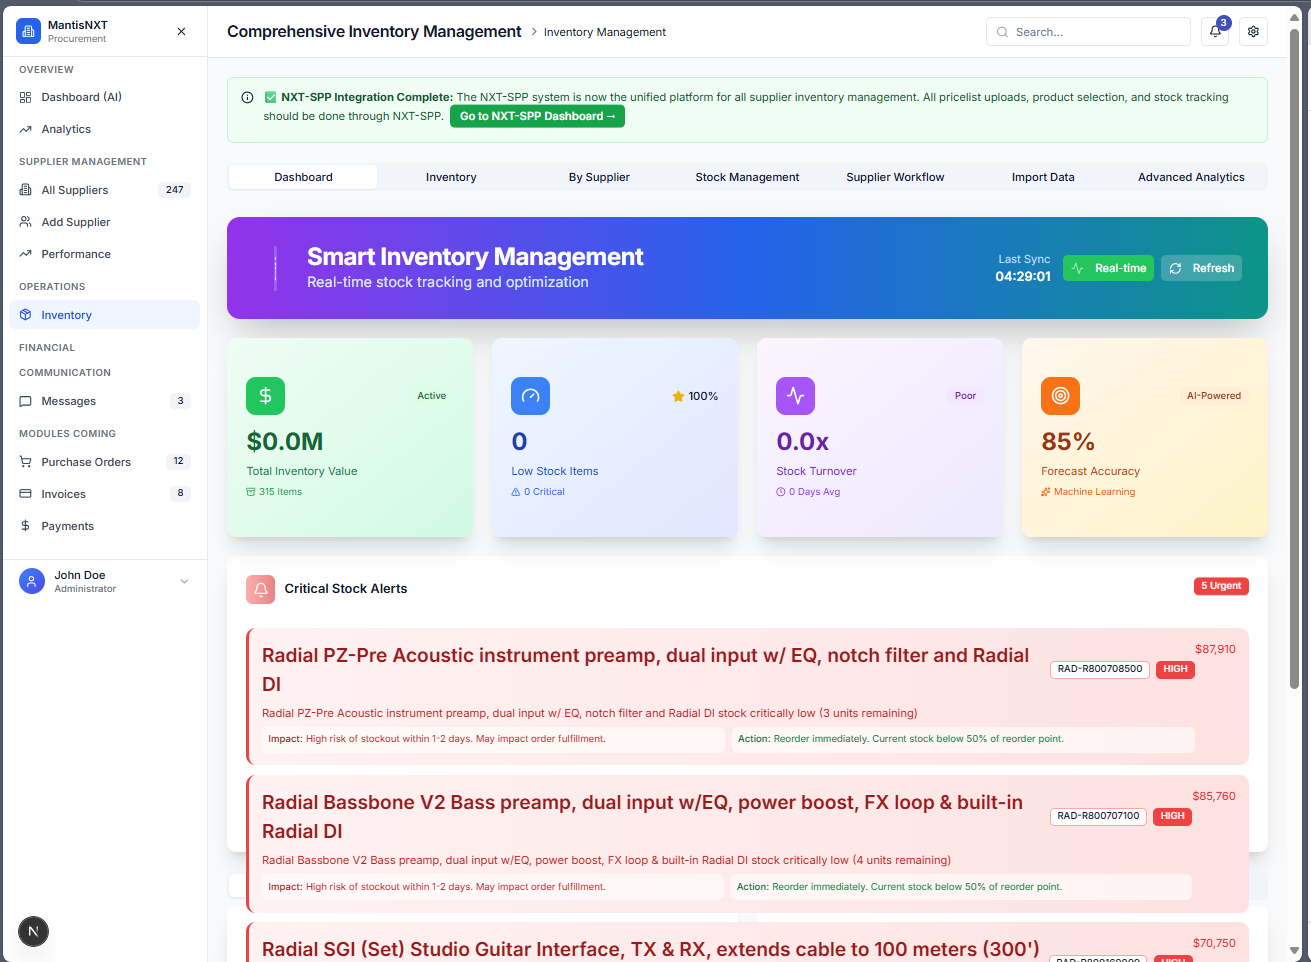 MantisNXT
Procurement
OVERVIEW
Dashboard (AI)
Analytics
SUPPLIER MANAGEMENT
All Suppliers 247
Add Supplier
Performance
OPERATIONS
Inventory
FINANCIAL
COMMUNICATION
Messages 3
MODULES COMING
Purchase Orders 12
Invoices 8
Payments
John Doe
Administrator
N
Comprehensive Inventory Management > Inventory Management
Search...
3
NXT-SPP Integration Complete: The NXT-SPP system is now the unified platform for all supplier inventory management. All pricelist uploads, product selection, and stock tracking
should be done through NXT-SPP. Go to NXT-SPP Dashboard →
Dashboard Inventory By Supplier Stock Management Supplier Workflow Import Data Advanced Analytics
Smart Inventory Management
Real-time stock tracking and optimization
Last Sync
04:29:01
Real-time
Refresh
Active
$0.0M
Total Inventory Value
315 Items
100%
0
Low Stock Items
0 Critical
Poor
0.0x
Stock Turnover
0 Days Avg
AI-Powered
85%
Forecast Accuracy
Machine Learning
Critical Stock Alerts
5 Urgent
Radial PZ-Pre Acoustic instrument preamp, dual input w/ EQ, notch filter and Radial
DI
RAD-R800708500 HIGH
$87,910
Radial PZ-Pre Acoustic instrument preamp, dual input w/ EQ, notch filter and Radial DI stock critically low (3 units remaining)
Impact: High risk of stockout within 1-2 days. May impact order fulfillment.
Action: Reorder immediately. Current stock below 50% of reorder point.
Radial Bassbone V2 Bass preamp, dual input w/EQ, power boost, FX loop & built-in
Radial DI
RAD-R800707100 HIGH
$85,760
Radial Bassbone V2 Bass preamp, dual input w/EQ, power boost, FX loop & built-in Radial DI stock critically low (4 units remaining)
Impact: High risk of stockout within 1-2 days. May impact order fulfillment.
Action: Reorder immediately. Current stock below 50% of reorder point.
Radial SGI (Set) Studio Guitar Interface, TX & RX, extends cable to 100 meters (300')
$70,750
HIGH